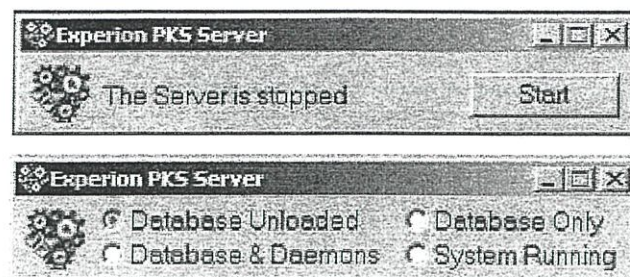 Experion PKS Server
The Server is stopped Start
Experion PKS Server
Database Unloaded Database Only
Database & Daemons System Running